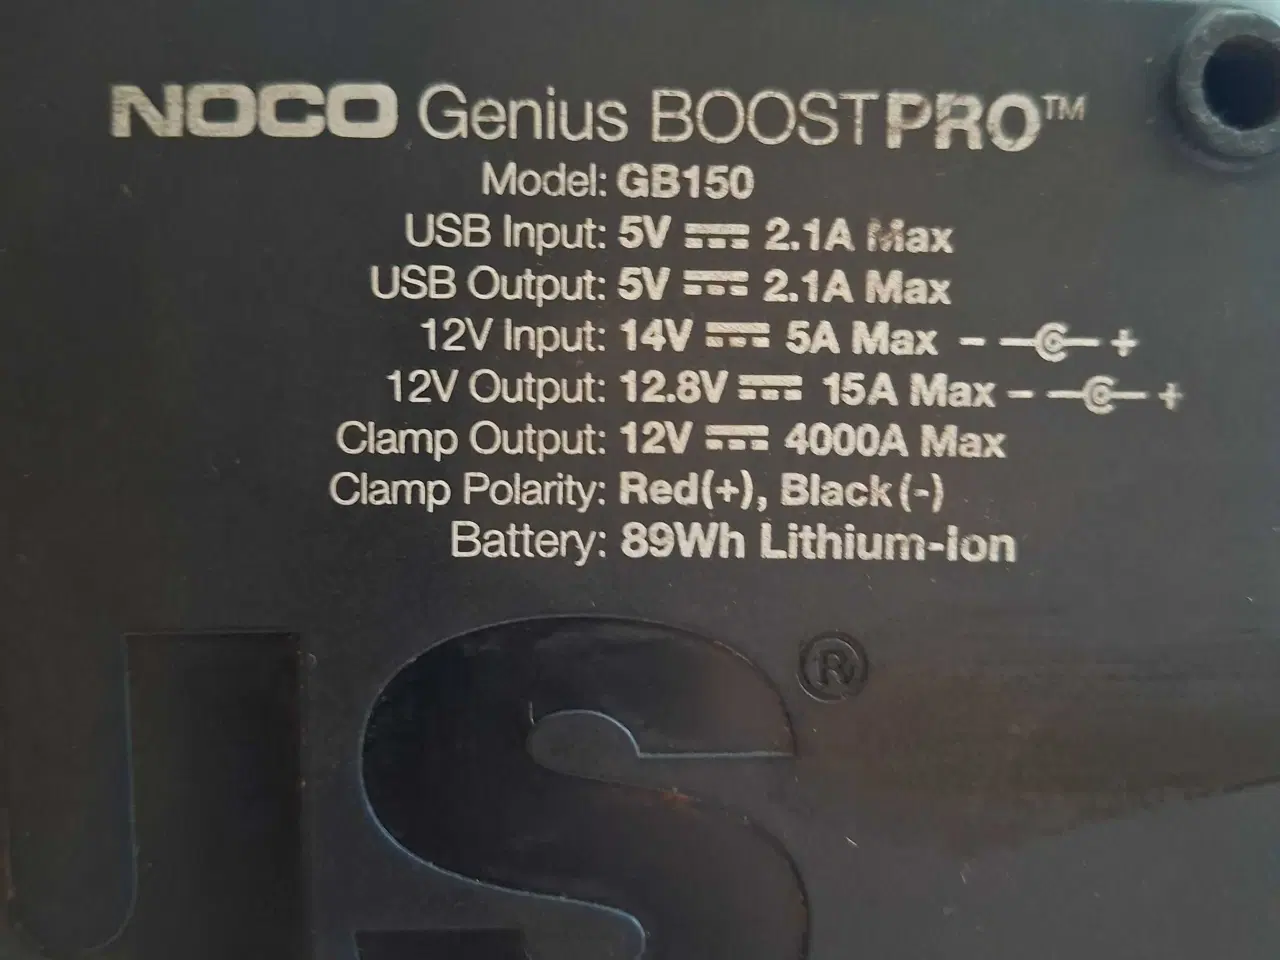 NOCO Genius BOOSTPRO™
Model: GB150
USB Input: 5V ⎓ 2.1A Max
USB Output: 5V ⎓ 2.1A Max
12V Input: 14V ⎓ 5A Max - +
12V Output: 12.8V ⎓ 15A Max - +
Clamp Output: 12V ⎓ 4000A Max
Clamp Polarity: Red(+), Black(-)
Battery: 89Wh Lithium-Ion
US®